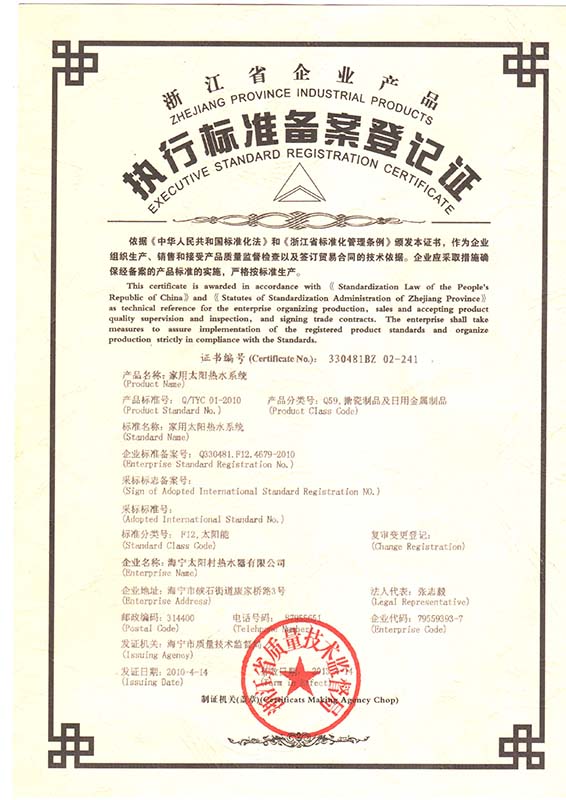 浙江省企业产品
ZHEJIANG PROVINCE INDUSTRIAL PRODUCTS
执行标准备案登记证
EXECUTIVE STANDARD REGISTRATION CERTIFICATE
依据《中华人民共和国标准化法》和《浙江省标准化管理条例》颁发本证书，作为企业
组织生产、销售和接受产品质量监督检查以及签订贸易合同的技术依据。企业应采取措施确
保经备案的产品标准的实施，严格按标准生产。
This certificate is awarded in accordance with《 Standardization Law of the People's
Republic of China》and《 Statutes of Standardization Administration of Zhejiang Province》
as technical reference for the enterprise organizing production, sales and accepting product
quality supervision and inspection, and signing trade contracts. The enterprise shall take
measures to assure implementation of the registered product standards and organize
production strictly in compliance with the Standards.
证书编号 (Certificate No.): 330481BZ 02-241
产品名称: 家用太阳热水系统
(Product Name)
产品标准号: Q/TYC 01-2010 产品分类号: Q59,搪瓷制品及日用金属制品
(Product Standard No.) (Product Class Code)
标准名称: 家用太阳热水系统
(Standard Name)
企业标准备案号: Q330481.F12.4679-2010
(Enterprise Standard Registration No.)
采标标志备案号:
(Sign of Adopted International Standard Registration NO.)
采标标准号:
(Adopted International Standard No.)
标准分类号: F12,太阳能 复审变更登记:
(Standard Class Code) (Change Registration)
企业名称: 海宁太阳村热水器有限公司
(Enterprise Name)
企业地址: 海宁市硖石街道康家桥路3号 法人代表: 张志毅
(Enterprise Address) (Legal Representative)
邮政编码: 314400 电话号码: 企业代码: 79559393-7
(Postal Code) (Telephone Number) (Enterprise Code)
发证机关: 海宁市质量技术监督局
(Issuing Agency)
发证日期: 2010-4-14
(Issuing Date)
制证机关(盖章)(Certificats Making Agency Chop)
浙江省质量技术监督局